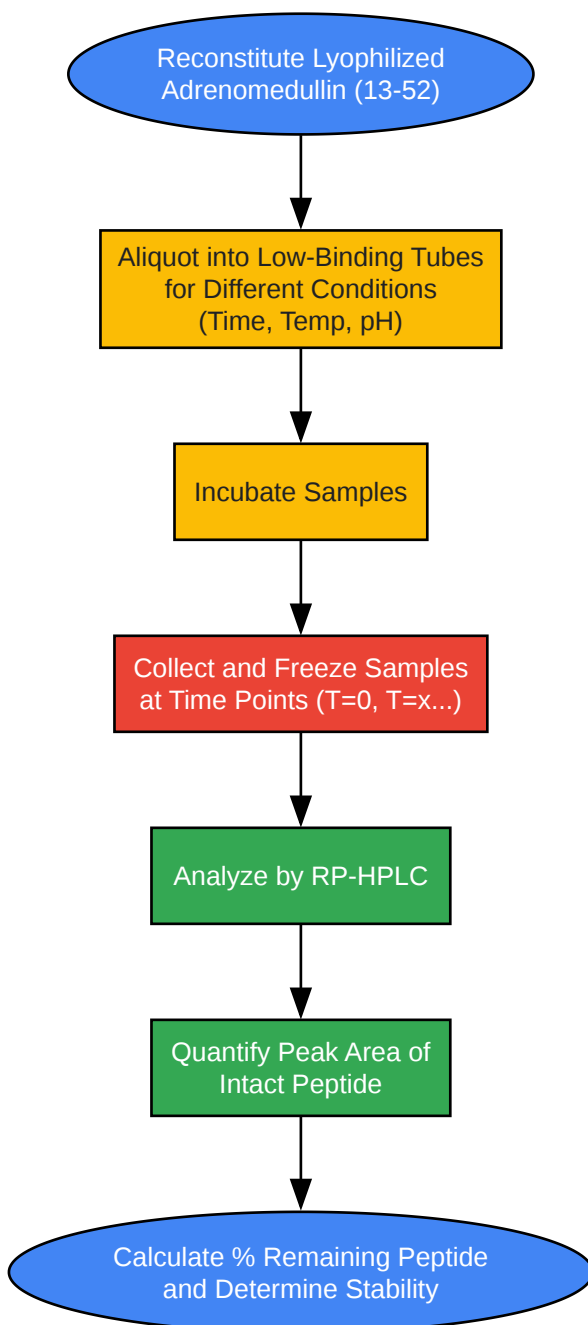 Reconstitute Lyophilized
Adrenomedullin (13-52)
Aliquot into Low-Binding Tubes
for Different Conditions
(Time, Temp, pH)
Incubate Samples
Collect and Freeze Samples
at Time Points (T=0, T=x...)
Analyze by RP-HPLC
Quantify Peak Area of
Intact Peptide
Calculate % Remaining Peptide
and Determine Stability